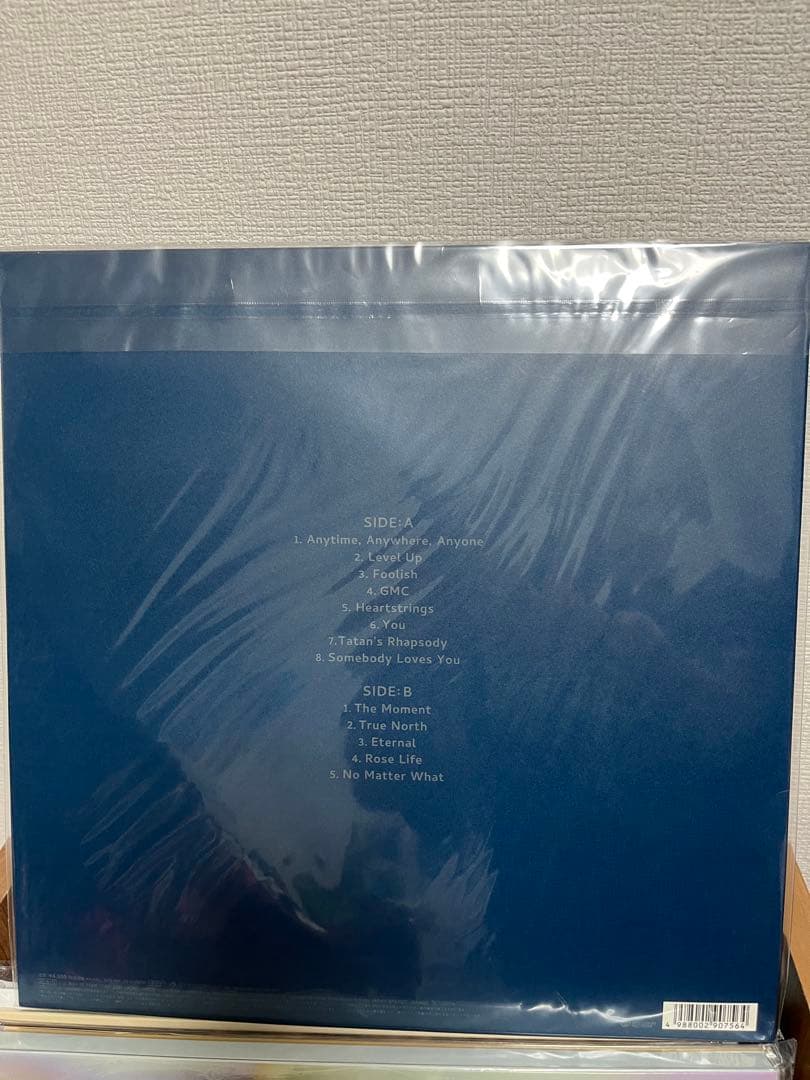 SIDE:A
1. Anytime, Anywhere, Anyone
2. Level Up
3. Foolish
4. GMC
5. Heartstrings
6. You
7.Tatan's Rhapsody
8. Somebody Loves You
SIDE:B
1. The Moment
2. True North
3. Eternal
4. Rose Life
5. No Matter What
4 988002 907564